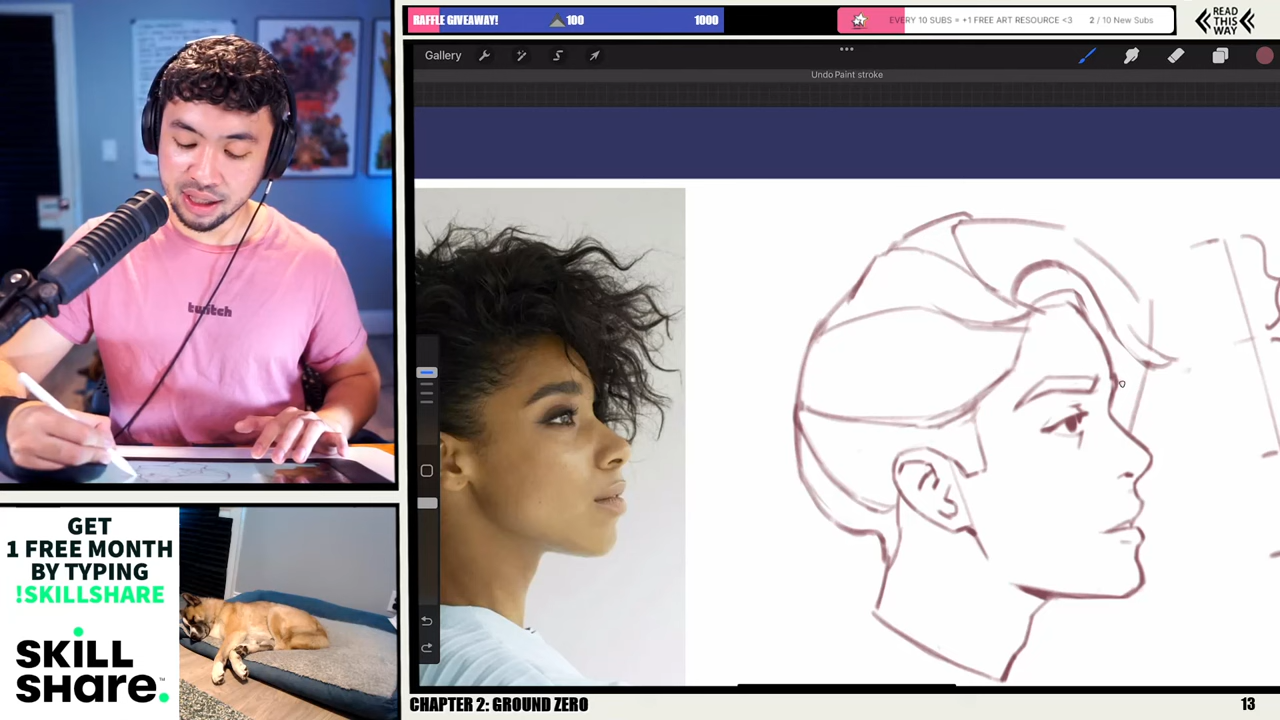 RAFFLE GIVEAWAY!
100
1000
EVERY 10 SUBS = +1 FREE ART RESOURCE <3
2 / 10 New Subs
READ
THIS
WAY
Gallery
Undo Paint stroke
twitch
GET
1 FREE MONTH
BY TYPING
!SKILLSHARE
SKILL
SHARE.
CHAPTER 2: GROUND ZERO
13